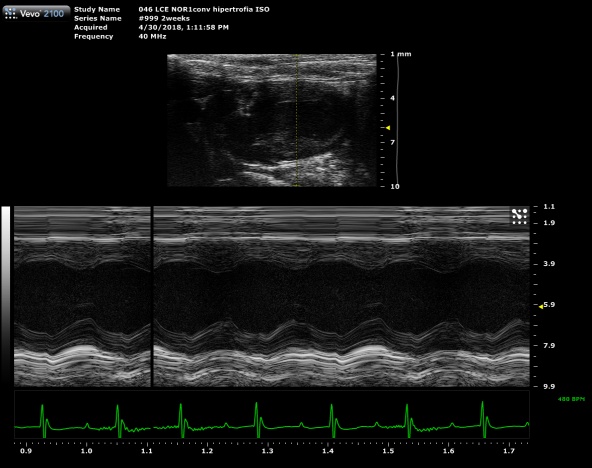 Vevo 2100
Study Name 046 LCE NOR1conv hipertrofia ISO
Series Name #999 2weeks
Acquired 4/30/2018, 1:11:58 PM
Frequency 40 MHz
1 mm
4
7
10
1.1
1.9
3.9
5.9
7.9
9.9
480 BPM
0.9 1.0 1.1 1.2 1.3 1.4 1.5 1.6 1.7